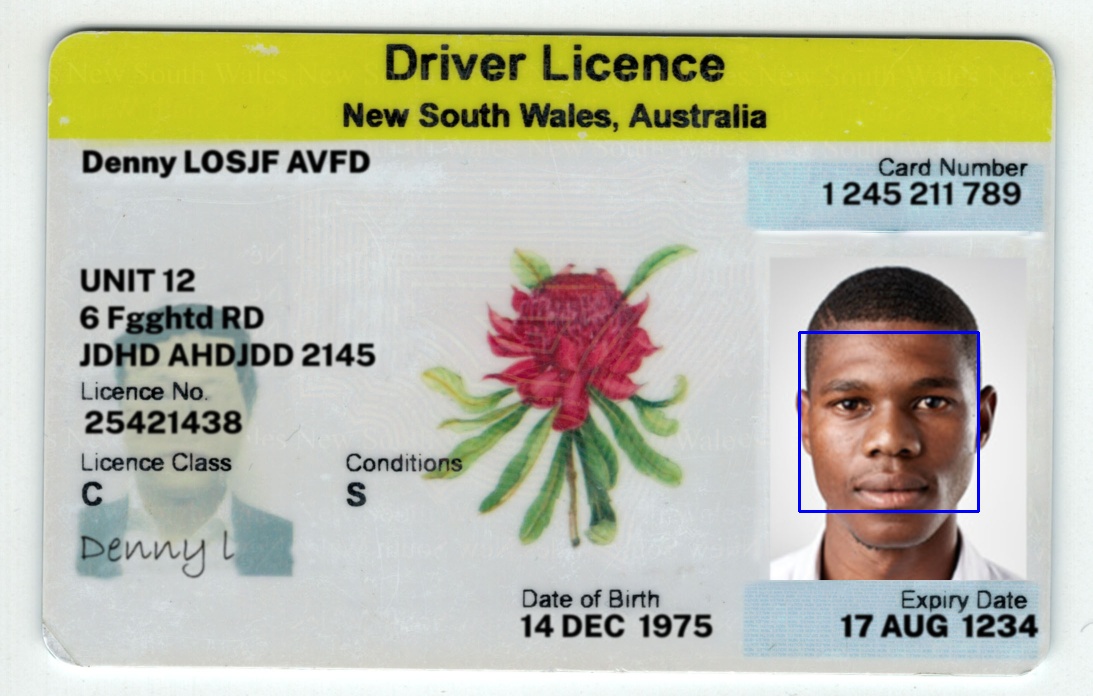 Driver Licence
New South Wales, Australia
Denny LOSJF AVFD
Card Number
1 245 211 789
UNIT 12
6 Fgghtd RD
JDHD AHDJDD 2145
Licence No.
25421438
Licence Class
Conditions
C
S
Denny l
Date of Birth
Expiry Date
14 DEC 1975
17 AUG 1234